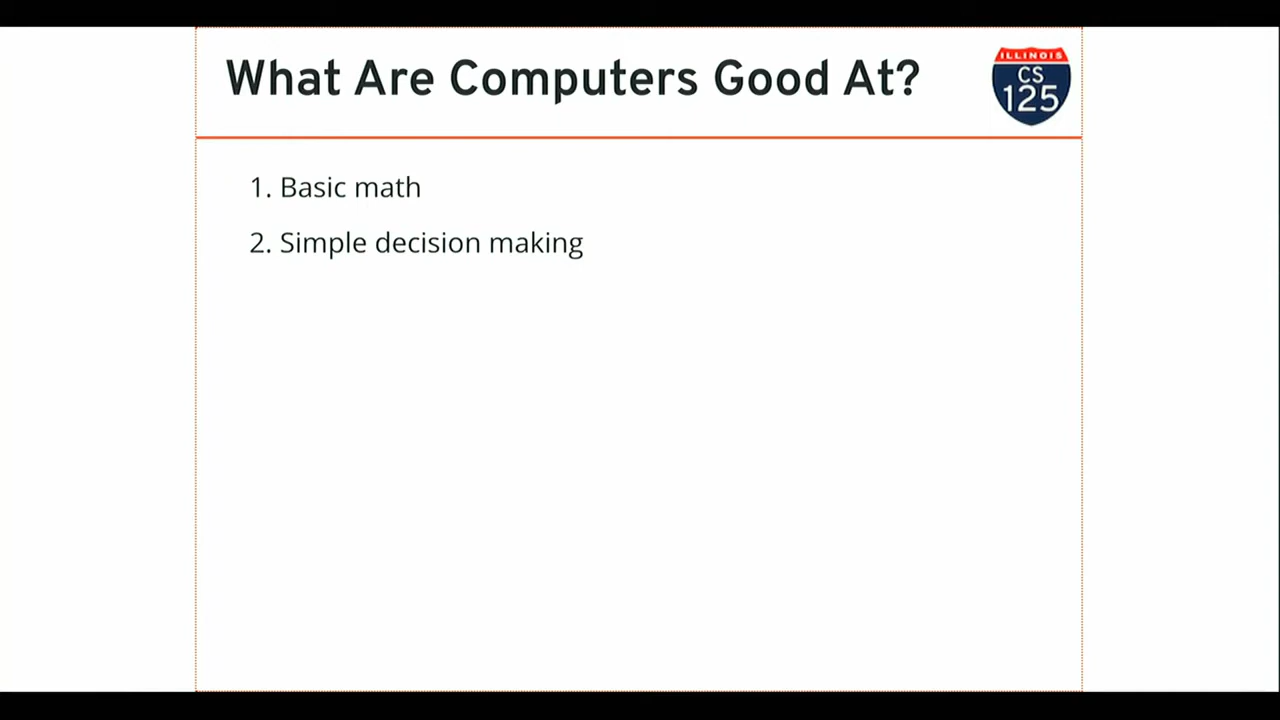 What Are Computers Good At?
ILLINOIS
CS
125
1. Basic math
2. Simple decision making